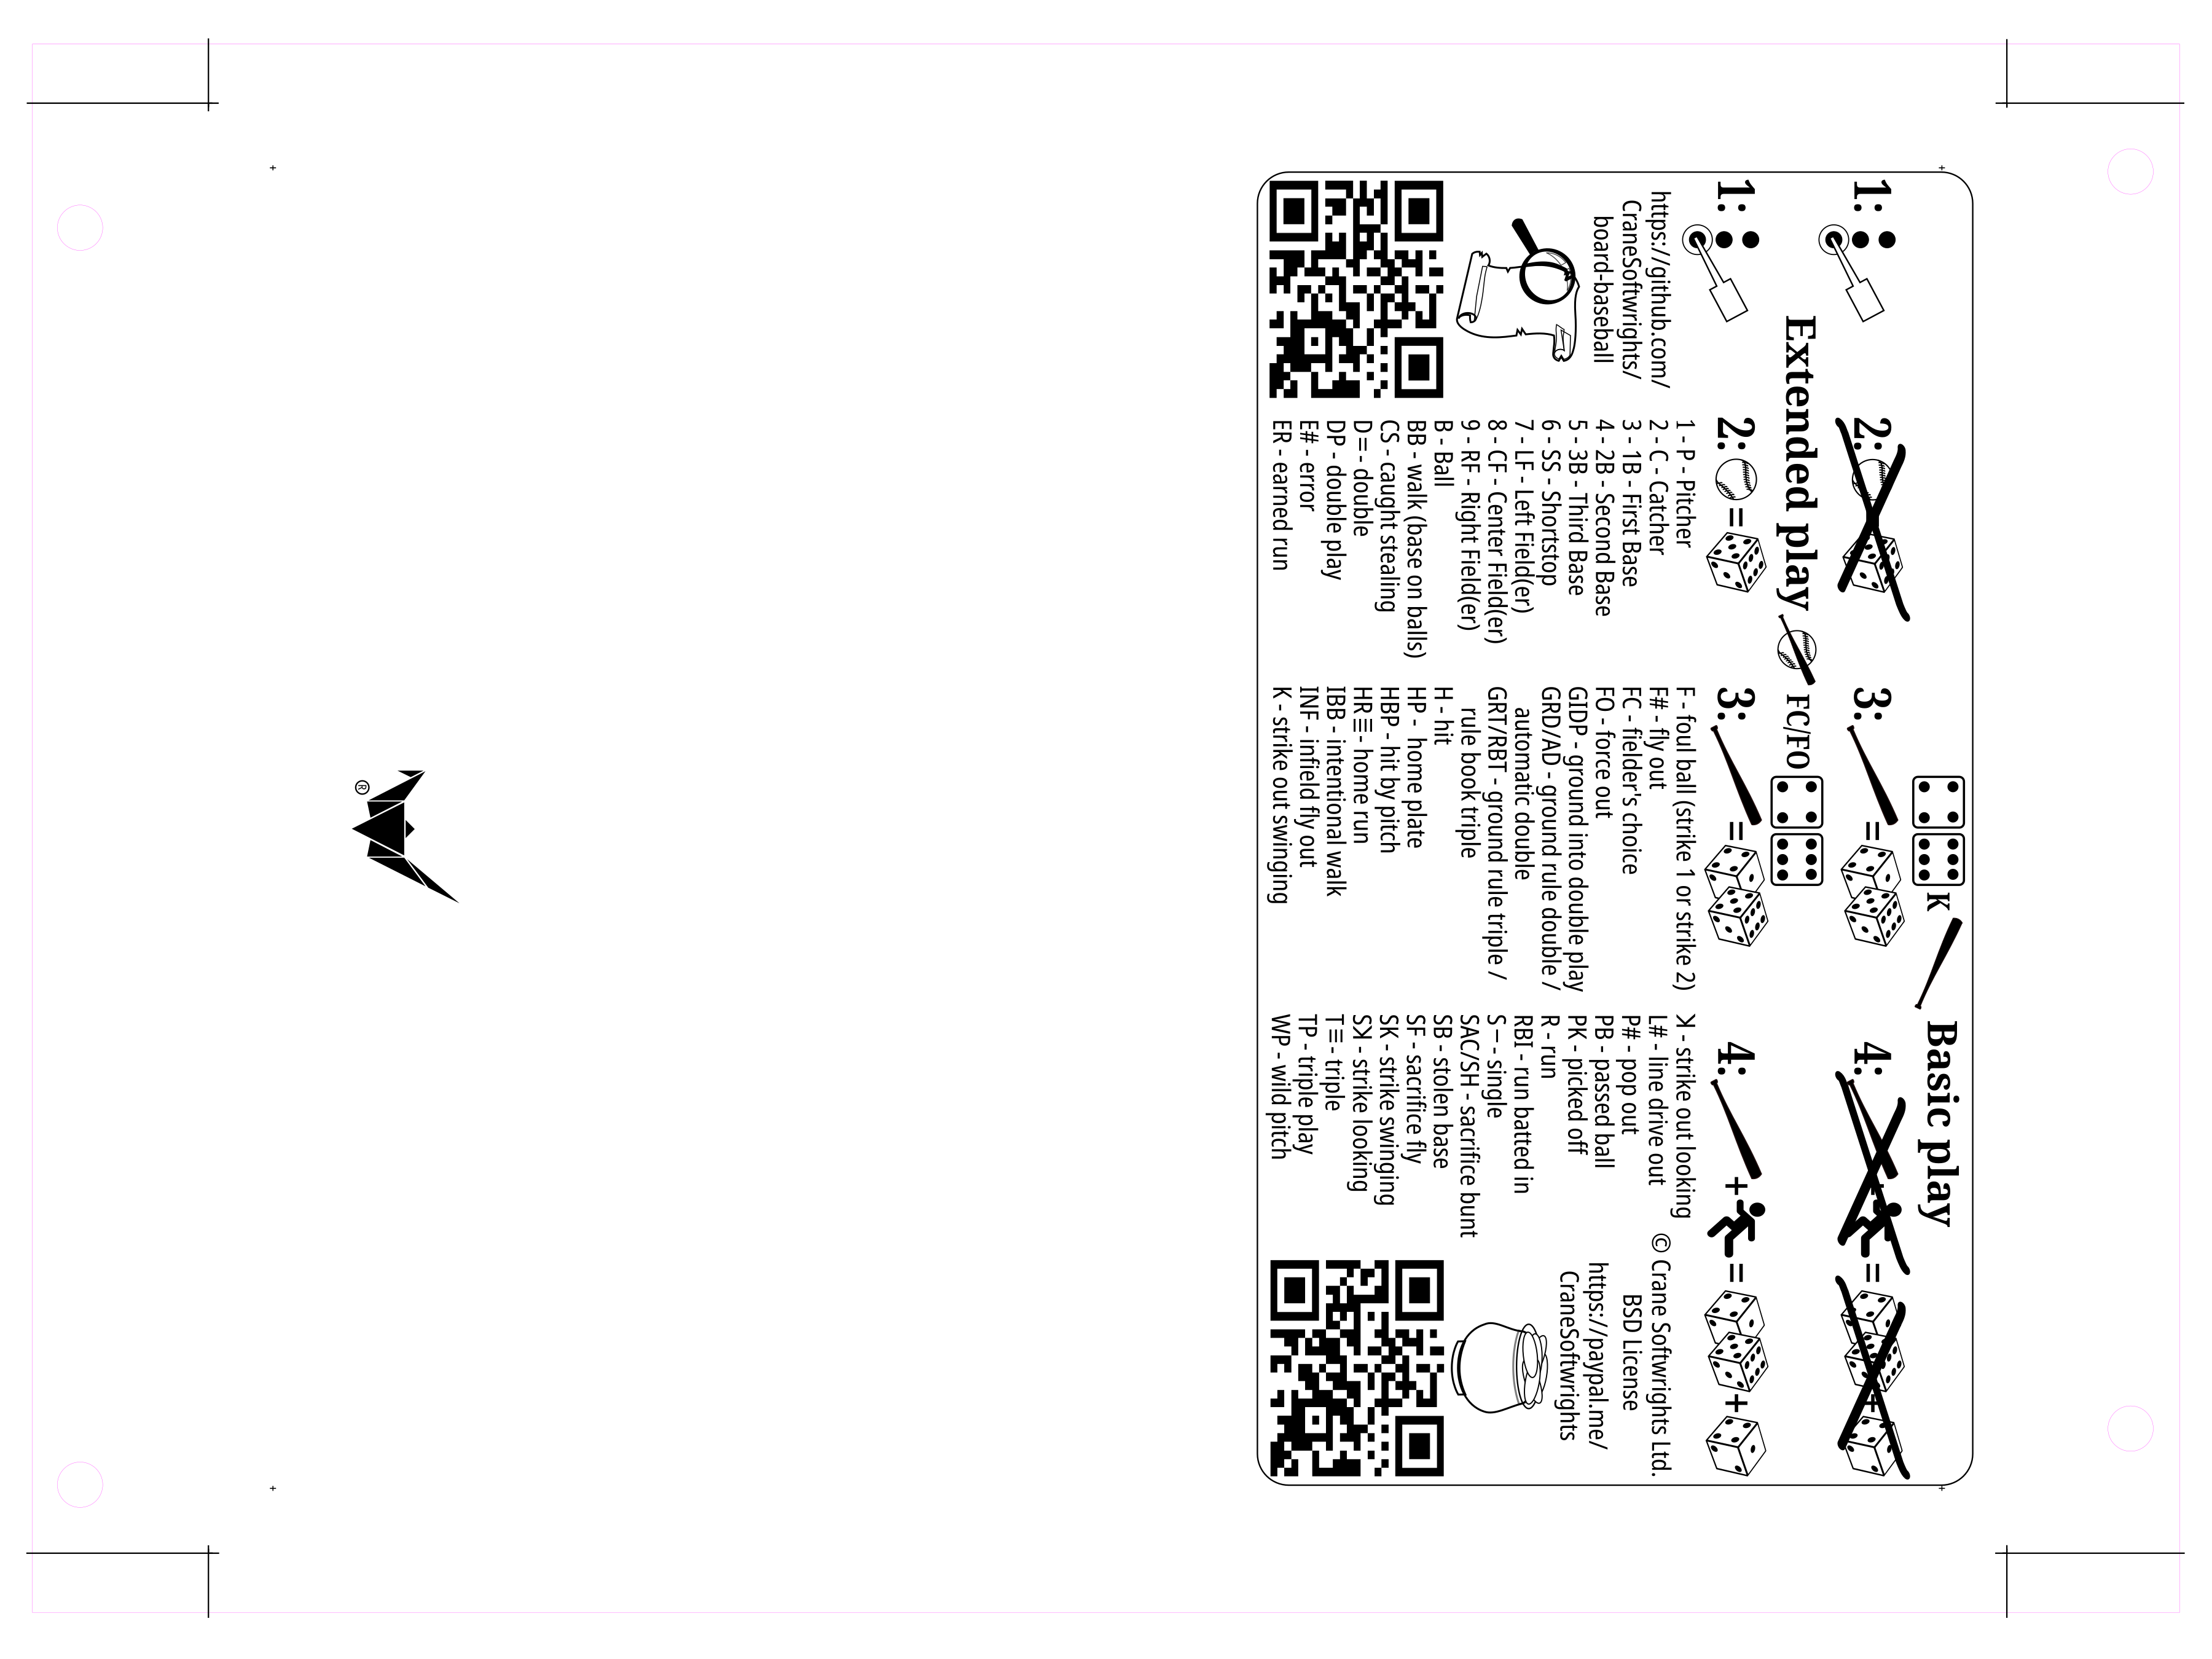 K Basic play
1: 2: = 3: = 4: + = +
Extended play FC/FO
1: 2: = 3: = 4: + = +
https://github.com/
CraneSoftwrights/
board-baseball
1 - P - Pitcher
2 - C - Catcher
3 - 1B - First Base
4 - 2B - Second Base
5 - 3B - Third Base
6 - SS - Shortstop
7 - LF - Left Field(er)
8 - CF - Center Field(er)
9 - RF - Right Field(er)
B - Ball
BB - walk (base on balls)
CS - caught stealing
D= - double
DP - double play
E# - error
ER - earned run
F - foul ball (strike 1 or strike 2)
F# - fly out
FC - fielder's choice
FO - force out
GIDP - ground into double play
GRD/AD - ground rule double /
automatic double
GRT/RBT - ground rule triple /
rule book triple
H - hit
HP - home plate
HBP - hit by pitch
HR𝄘 - home run
IBB - intentional walk
INF - infield fly out
K - strike out swinging
ꓘ - strike out looking
L# - line drive out
P# - pop out
PB - passed ball
PK - picked off
R - run
RBI - run batted in
S− - single
SAC/SH - sacrifice bunt
SB - stolen base
SF - sacrifice fly
SK - strike swinging
Sꓘ - strike looking
T≡ - triple
TP - triple play
WP - wild pitch
© Crane Softwrights Ltd.
BSD License
https://paypal.me/
CraneSoftwrights
®